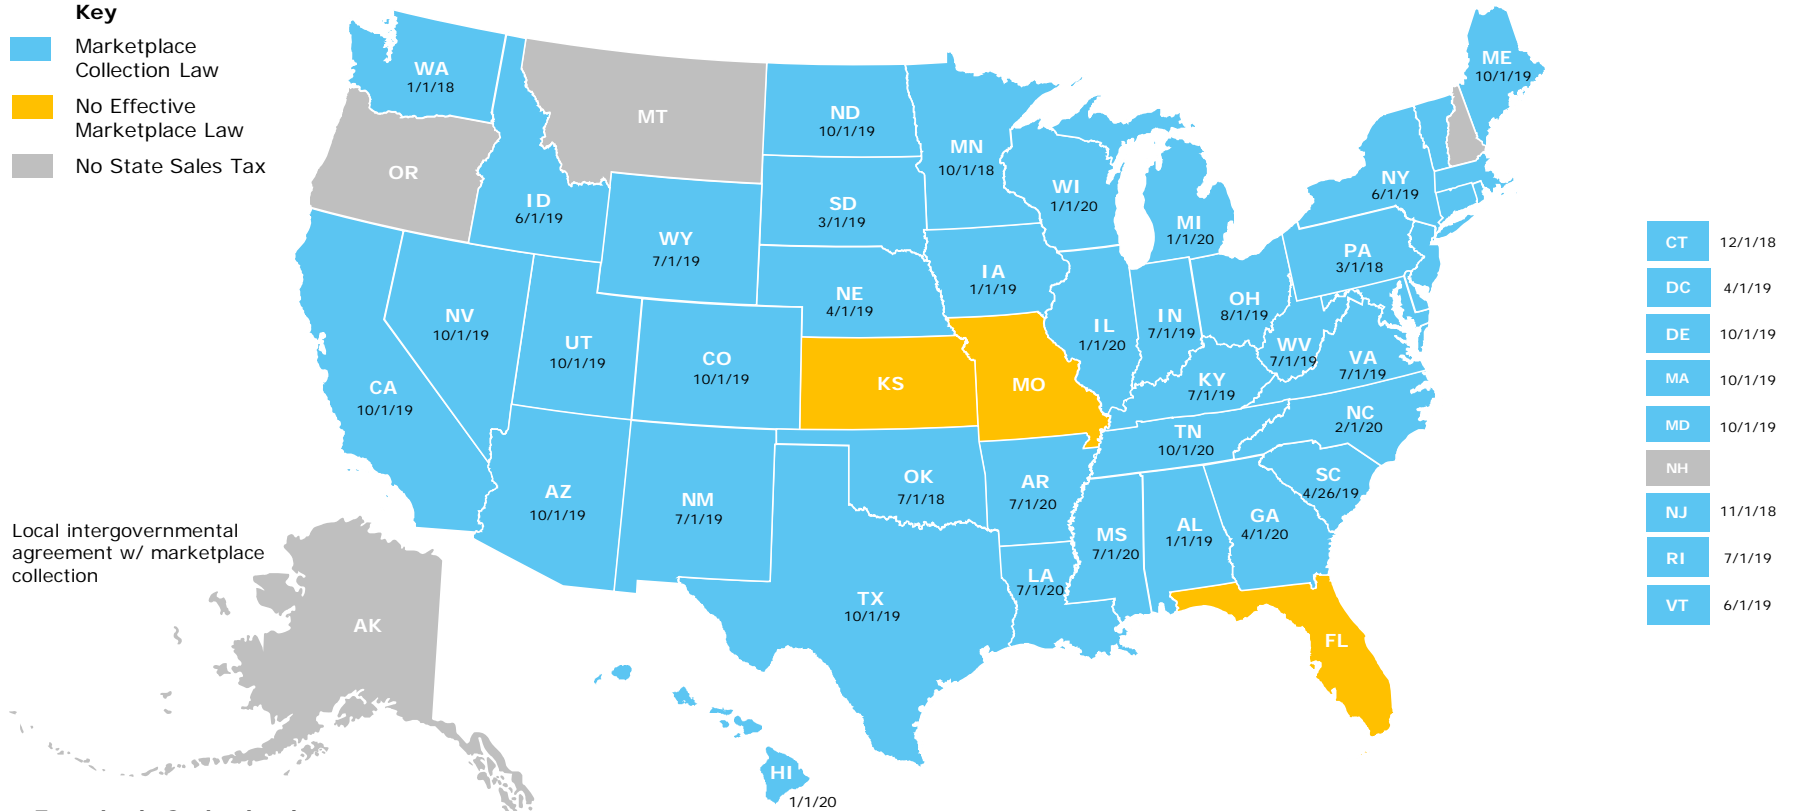 Key
Marketplace
Collection Law
No Effective
Marketplace Law
No State Sales Tax
WA
1/1/18
OR
MT
ID
6/1/19
WY
7/1/19
ND
10/1/19
SD
3/1/19
NE
4/1/19
MN
10/1/18
WI
1/1/20
IA
1/1/19
MI
1/1/20
NY
6/1/19
ME
10/1/19
PA
3/1/18
NV
10/1/19
UT
10/1/19
CO
10/1/19
CA
10/1/19
KS
MO
IL
1/1/20
IN
7/1/19
OH
8/1/19
WV
7/1/19
VA
7/1/19
KY
7/1/19
NC
2/1/20
TN
10/1/20
SC
4/26/19
AZ
10/1/19
NM
7/1/19
OK
7/1/18
AR
7/1/20
MS
7/1/20
AL
1/1/19
GA
4/1/20
LA
7/1/20
TX
10/1/19
FL
Local intergovernmental
agreement w/ marketplace
collection
AK
HI
1/1/20
CT 12/1/18
DC 4/1/19
DE 10/1/19
MA 10/1/19
MD 10/1/19
NH
NJ 11/1/18
RI 7/1/19
VT 6/1/19